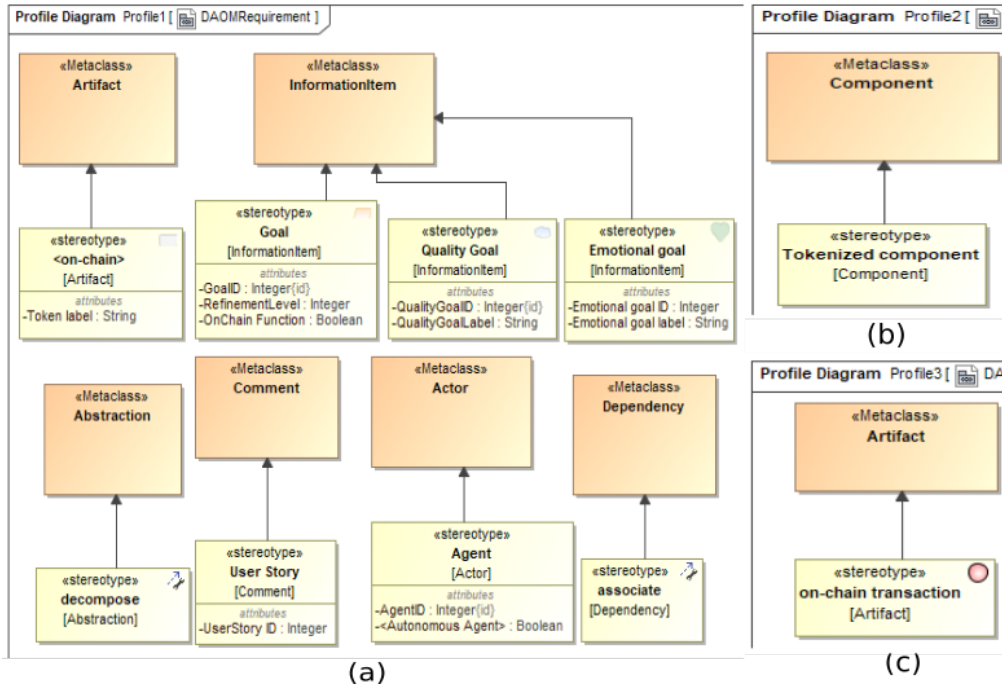 Profile Diagram Profile1 [ DAOMRequirement ]
«Metaclass»
Artifact
«Metaclass»
InformationItem
«stereotype»
<on-chain>
[Artifact]
attributes
-Token label : String
«stereotype»
Goal
[InformationItem]
attributes
-GoalID : Integer{id}
-RefinementLevel : Integer
-OnChain Function : Boolean
«stereotype»
Quality Goal
[InformationItem]
attributes
-QualityGoalID : Integer{id}
-QualityGoalLabel : String
«stereotype»
Emotional goal
[InformationItem]
attributes
-Emotional goal ID : Integer
-Emotional goal label : String
«Metaclass»
Abstraction
«Metaclass»
Comment
«Metaclass»
Actor
«Metaclass»
Dependency
«stereotype»
decompose
[Abstraction]
«stereotype»
User Story
[Comment]
attributes
-UserStory ID : Integer
«stereotype»
Agent
[Actor]
attributes
-AgentID : Integer{id}
-<Autonomous Agent> : Boolean
«stereotype»
associate
[Dependency]
(a)
Profile Diagram Profile2 [
«Metaclass»
Component
«stereotype»
Tokenized component
[Component]
(b)
Profile Diagram Profile3 [ DA
«Metaclass»
Artifact
«stereotype»
on-chain transaction
[Artifact]
(c)